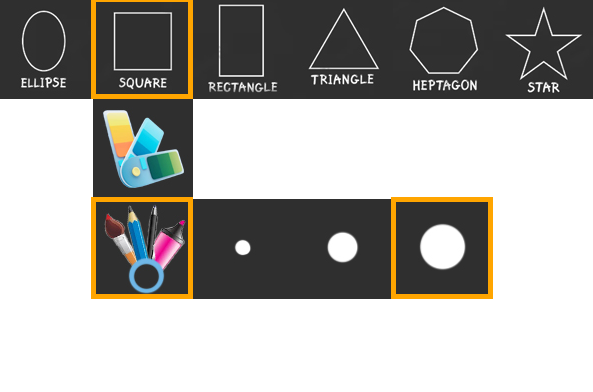 ELLIPSE
SQUARE
RECTANGLE
TRIANGLE
HEPTAGON
STAR